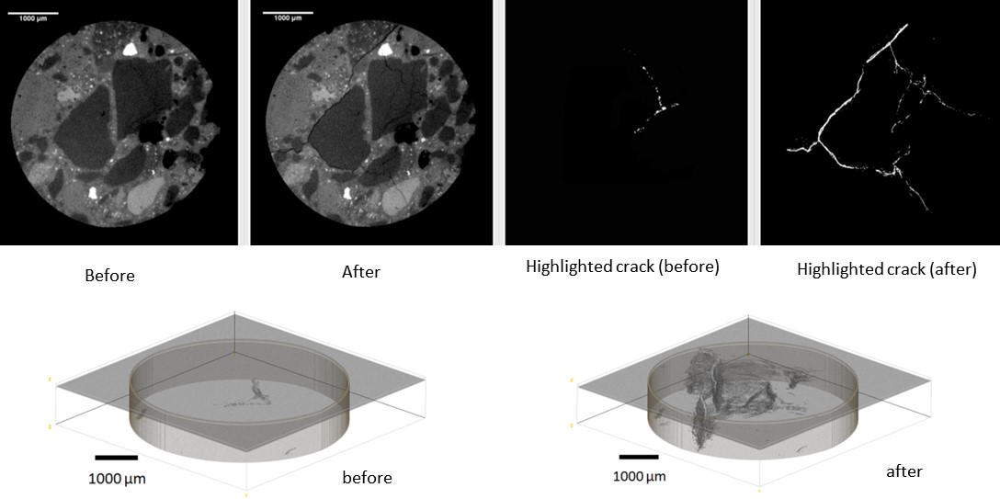 1000 µm
1000 µm
Before
After
Highlighted crack (before)
Highlighted crack (after)
1000 µm
before
1000 µm
after